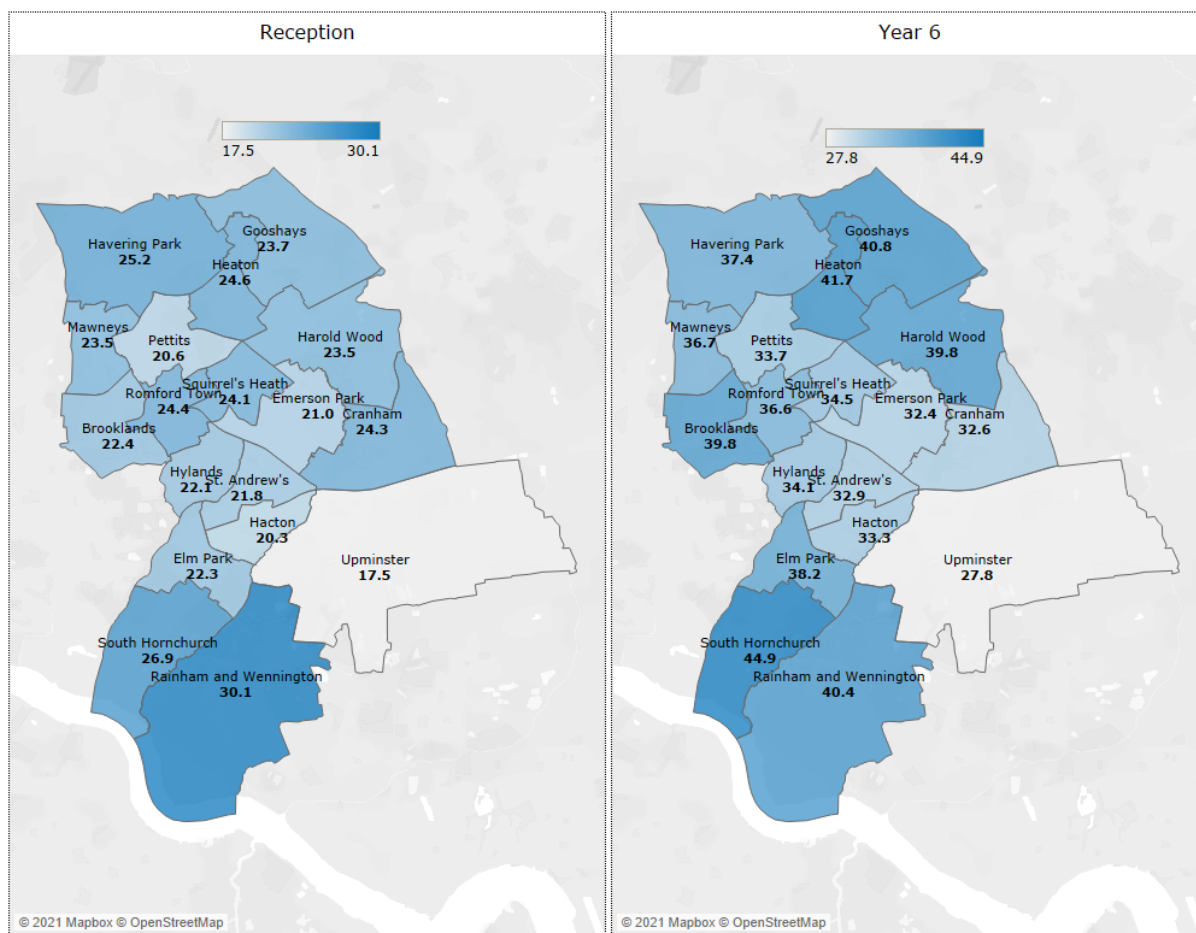 Reception
17.5 30.1
Gooshays
23.7
Havering Park
25.2
Heaton
24.6
Mawneys
23.5
Pettits
20.6
Harold Wood
23.5
Squirrel's Heath
24.1
Romford Town
24.4
Emerson Park
21.0
Cranham
24.3
Brooklands
22.4
Hylands
22.1
St. Andrew's
21.8
Hacton
20.3
Elm Park
22.3
Upminster
17.5
South Hornchurch
26.9
Rainham and Wennington
30.1
© 2021 Mapbox © OpenStreetMap
Year 6
27.8 44.9
Gooshays
40.8
Havering Park
37.4
Heaton
41.7
Mawneys
36.7
Pettits
33.7
Harold Wood
39.8
Squirrel's Heath
34.5
Romford Town
36.6
Emerson Park
32.4
Cranham
32.6
Brooklands
39.8
Hylands
34.1
St. Andrew's
32.9
Hacton
33.3
Elm Park
38.2
Upminster
27.8
South Hornchurch
44.9
Rainham and Wennington
40.4
© 2021 Mapbox © OpenStreetMap